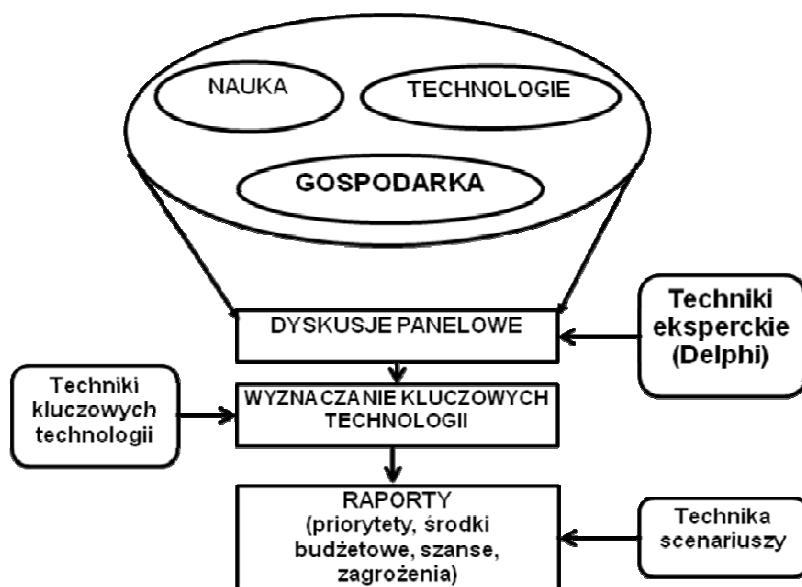 NAUKA
TECHNOLOGIE
GOSPODARKA
DYSKUSJE PANELOWE
Techniki
eksperckie
(Delphi)
Techniki
kluczowych
technologii
WYZNACZANIE KLUCZOWYCH
TECHNOLOGII
RAPORTY
(priorytety, środki
budżetowe, szanse,
zagrożenia)
Technika
scenariuszy